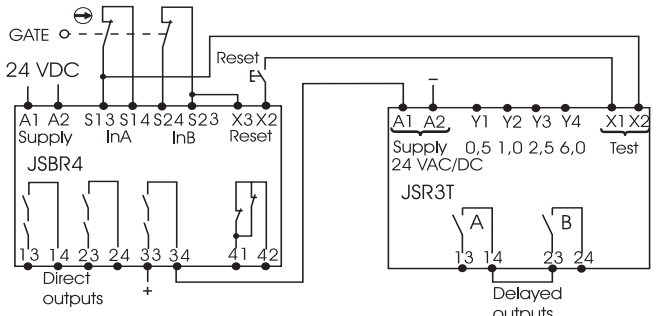 GATE
24 VDC
Reset
A1 A2 S13 S14 S24 S23 X3 X2
Supply InA InB Reset
JSBR4
13 14 23 24 33 34 41 42
Direct
outputs
+
−
A1 A2 Y1 Y2 Y3 Y4 X1 X2
Supply 0,5 1,0 2,5 6,0 Test
24 VAC/DC
JSR3T
A B
13 14 23 24
Delayed
outputs